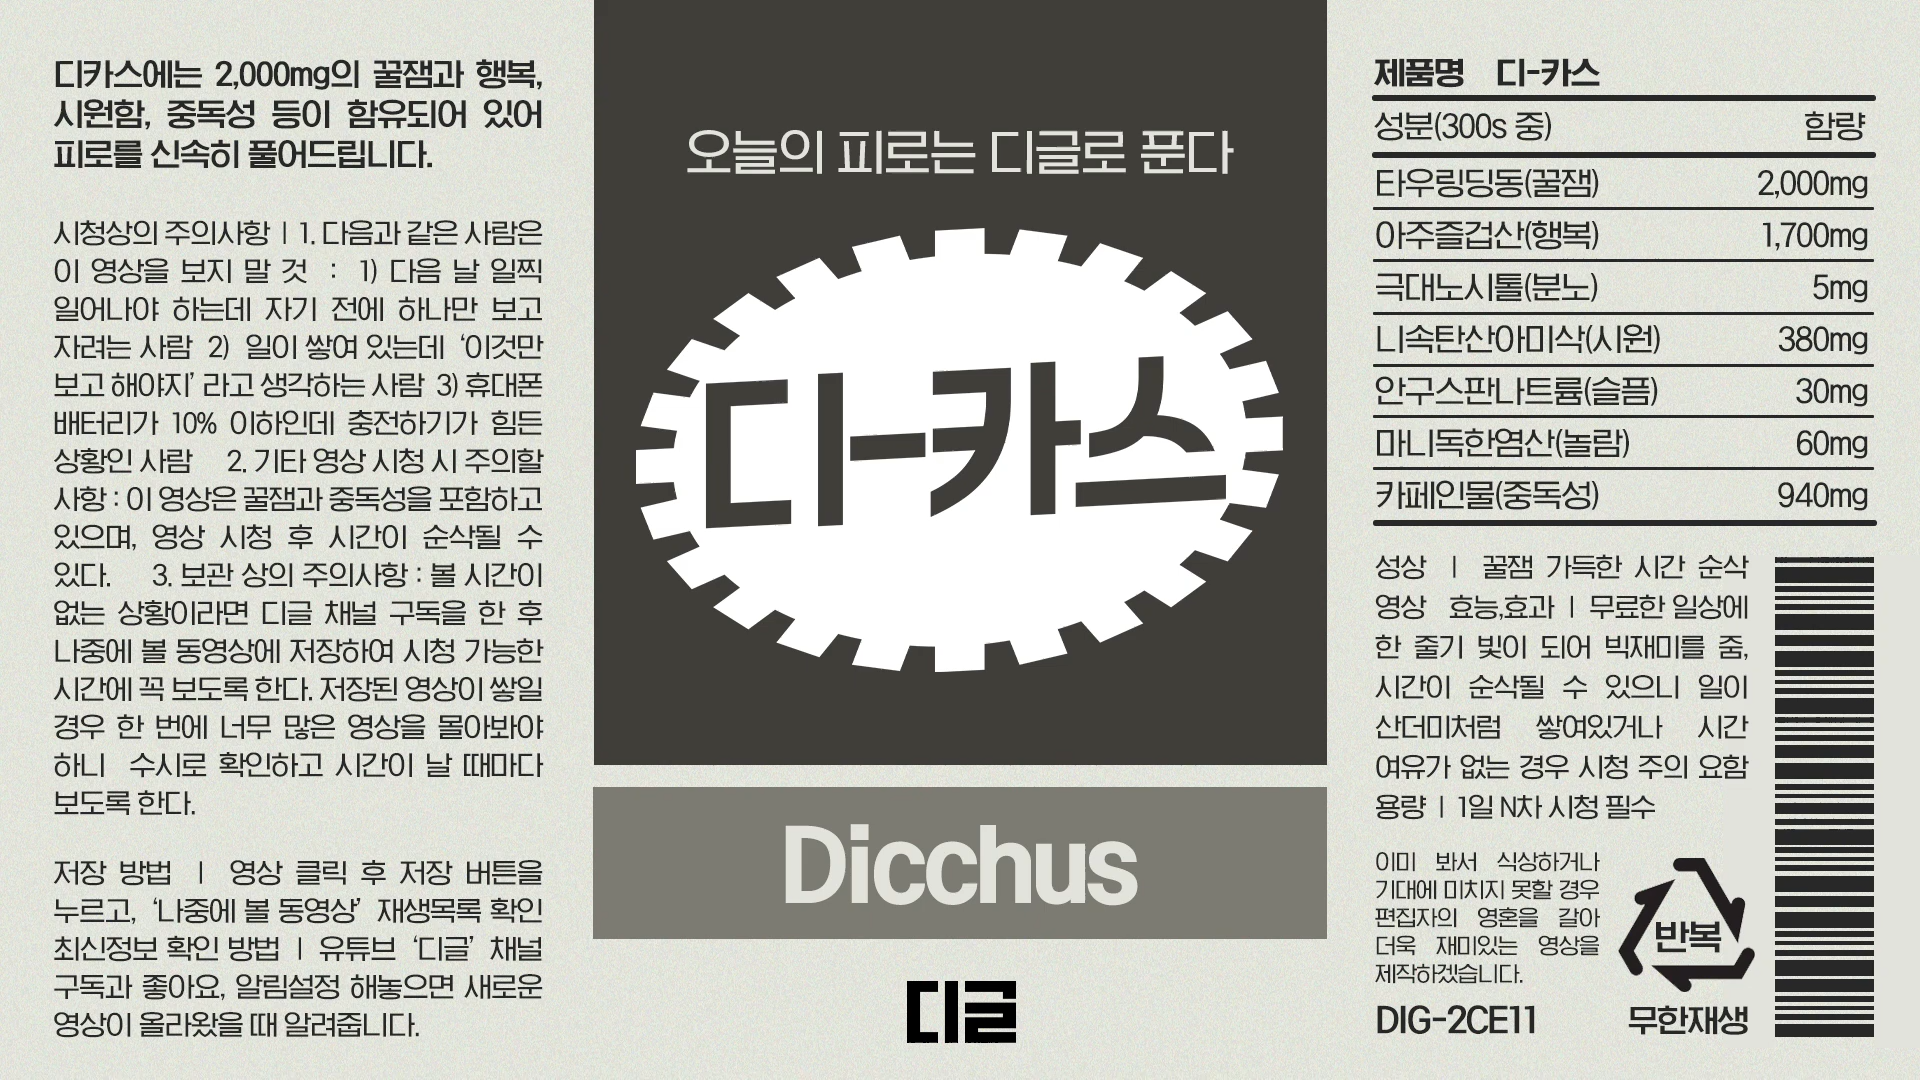 디카스에는 2,000mg의 꿀잼과 행복,
시원함, 중독성 등이 함유되어 있어
피로를 신속히 풀어드립니다.
시청상의 주의사항 | 1. 다음과 같은 사람은
이 영상을 보지 말 것 : 1) 다음 날 일찍
일어나야 하는데 자기 전에 하나만 보고
자려는 사람 2) 일이 쌓여 있는데 ‘이것만
보고 해야지’ 라고 생각하는 사람 3) 휴대폰
배터리가 10% 이하인데 충전하기가 힘든
상황인 사람 2. 기타 영상 시청 시 주의할
사항 : 이 영상은 꿀잼과 중독성을 포함하고
있으며, 영상 시청 후 시간이 순삭될 수
있다. 3. 보관 상의 주의사항 : 볼 시간이
없는 상황이라면 디글 채널 구독을 한 후
나중에 볼 동영상에 저장하여 시청 가능한
시간에 꼭 보도록 한다. 저장된 영상이 쌓일
경우 한 번에 너무 많은 영상을 몰아봐야
하니 수시로 확인하고 시간이 날 때마다
보도록 한다.
저장 방법 | 영상 클릭 후 저장 버튼을
누르고, ‘나중에 볼 동영상’ 재생목록 확인
최신정보 확인 방법 | 유튜브 ‘디글’ 채널
구독과 좋아요, 알림설정 해놓으면 새로운
영상이 올라왔을 때 알려줍니다.
오늘의 피로는 디글로 푼다
디-카스
Dicchus
디글
제품명 디-카스
성분(300s 중) 함량
타우링딩동(꿀잼) 2,000mg
아주즐겁산(행복) 1,700mg
극대노시톨(분노) 5mg
니속탄산아미삭(시원) 380mg
안구스판나트륨(슬픔) 30mg
마니독한염산(놀람) 60mg
카페인물(중독성) 940mg
성상 | 꿀잼 가득한 시간 순삭
영상 효능,효과 | 무료한 일상에
한 줄기 빛이 되어 빅재미를 줌,
시간이 순삭될 수 있으니 일이
산더미처럼 쌓여있거나 시간
여유가 없는 경우 시청 주의 요함
용량 | 1일 N차 시청 필수
이미 봐서 식상하거나
기대에 미치지 못할 경우
편집자의 영혼을 갈아
더욱 재미있는 영상을
제작하겠습니다.
DIG-2CE11
반복
무한재생